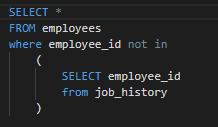 SELECT *
FROM employees
where employee_id not in
(
SELECT employee_id
from job_history
)